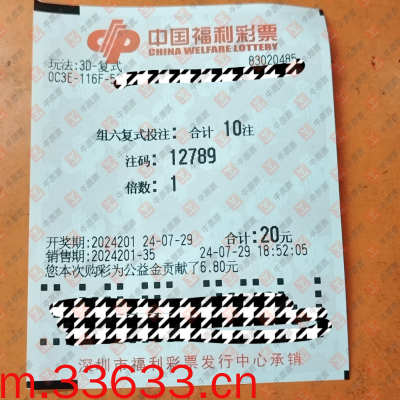 中国福利彩票
CHINA WELFARE LOTTERY
玩法:3D-复式
83020485
0C3E-116F-
组六复式投注: 合计 10注
注码: 12789
倍数: 1
开奖期:2024201 24-07-29 合计:20元
销售期:2024201-35 24-07-29 18:52:05
您本次购彩为公益金贡献了6.80元
深圳市福利彩票发行中心承销
m.33633.cn